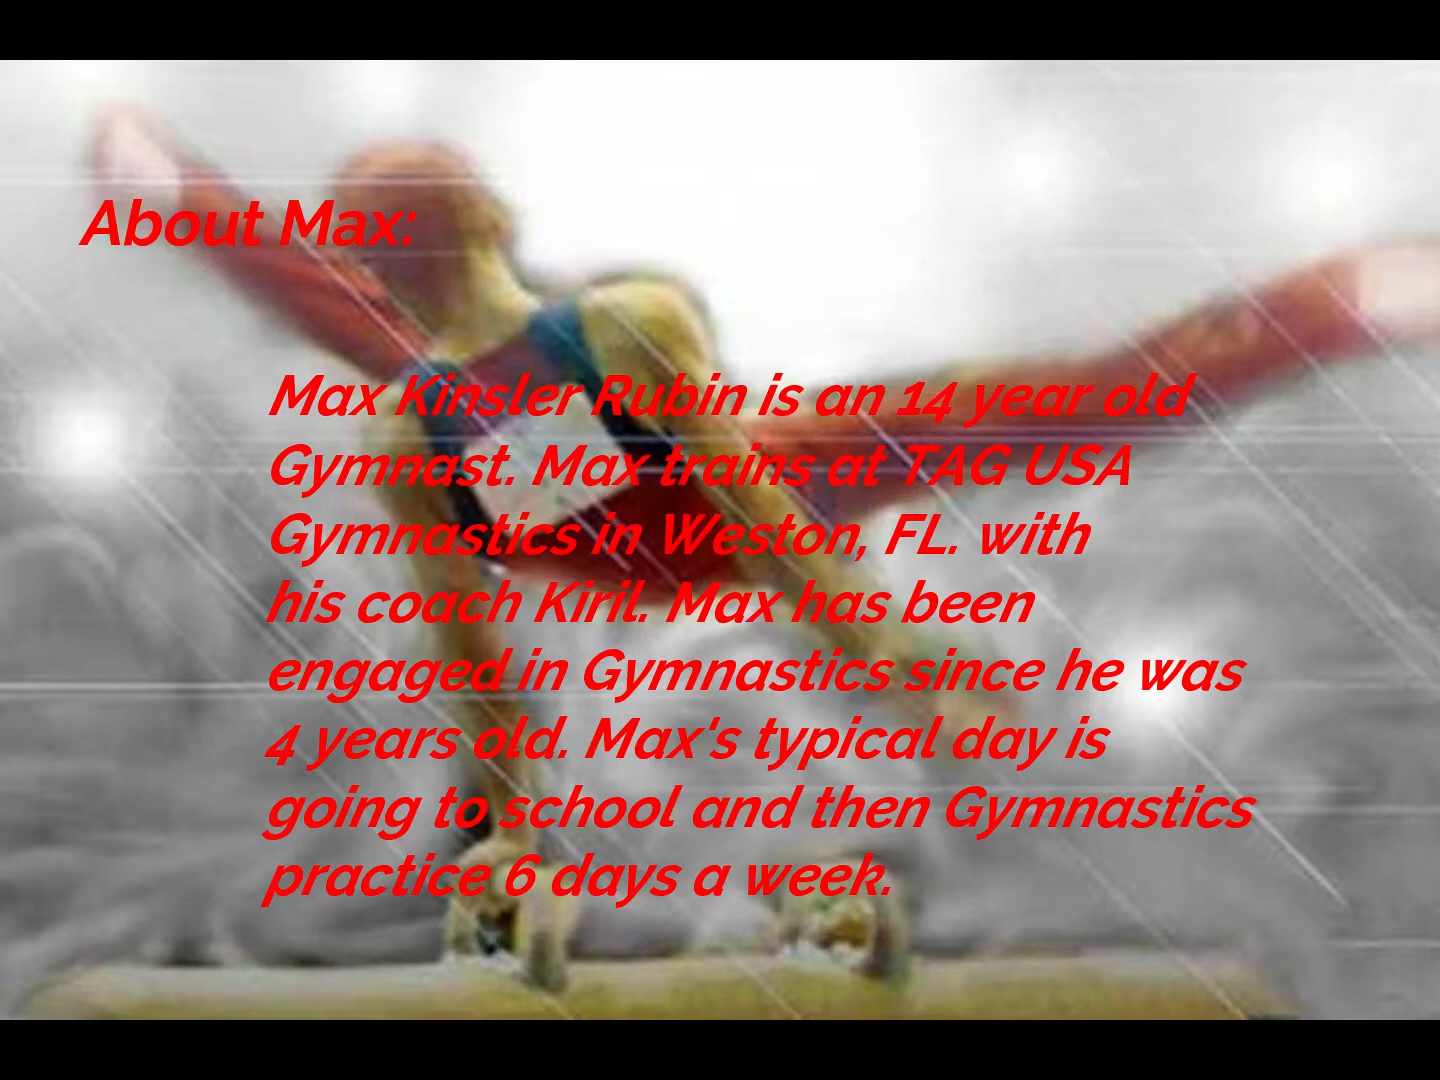 About Max:
Max Kinsler Rubin is an 14 year old
Gymnast. Max trains at TAG USA
Gymnastics in Weston, FL. with
his coach Kiril. Max has been
engaged in Gymnastics since he was
4 years old. Max's typical day is
going to school and then Gymnastics
practice 6 days a week.